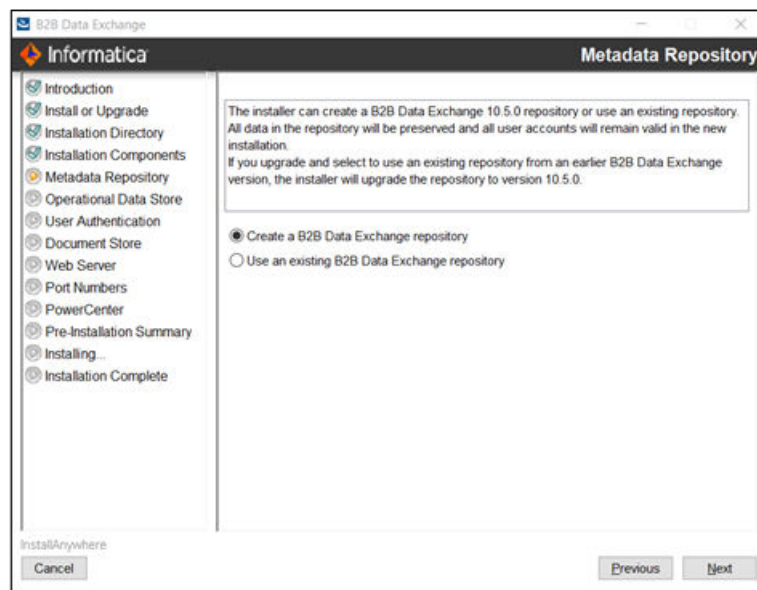 B2B Data Exchange
Informatica
Metadata Repository
Introduction
Install or Upgrade
Installation Directory
Installation Components
Metadata Repository
Operational Data Store
User Authentication
Document Store
Web Server
Port Numbers
PowerCenter
Pre-Installation Summary
Installing...
Installation Complete
The installer can create a B2B Data Exchange 10.5.0 repository or use an existing repository.
All data in the repository will be preserved and all user accounts will remain valid in the new
installation.
If you upgrade and select to use an existing repository from an earlier B2B Data Exchange
version, the installer will upgrade the repository to version 10.5.0.
Create a B2B Data Exchange repository
Use an existing B2B Data Exchange repository
InstallAnywhere
Cancel
Previous
Next